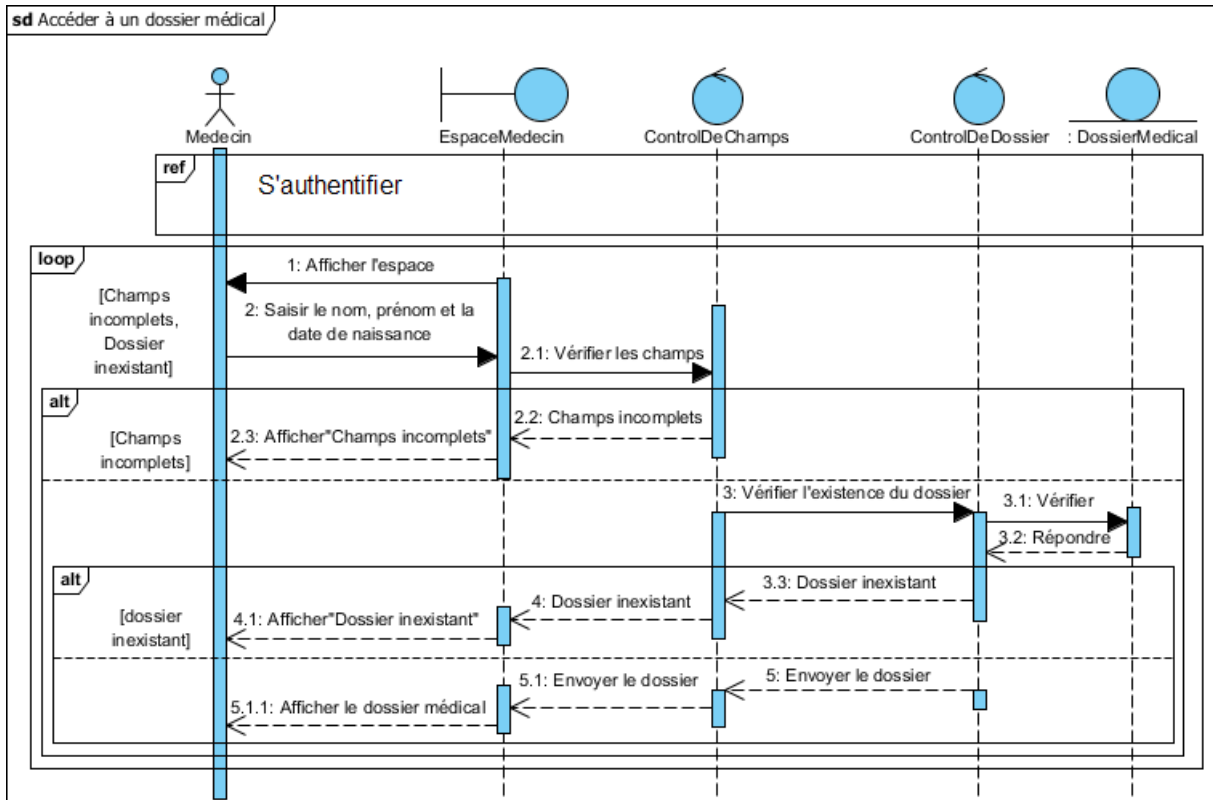 sd Accéder à un dossier médical
Medecin
EspaceMedecin
ControlDeChamps
ControlDeDossier
: DossierMedical
ref
S'authentifier
loop
[Champs
incomplets,
Dossier
inexistant]
1: Afficher l'espace
2: Saisir le nom, prénom et la
date de naissance
2.1: Vérifier les champs
alt
[Champs
incomplets]
2.2: Champs incomplets
2.3: Afficher"Champs incomplets"
3: Vérifier l'existence du dossier
3.1: Vérifier
3.2: Répondre
alt
[dossier
inexistant]
3.3: Dossier inexistant
4: Dossier inexistant
4.1: Afficher"Dossier inexistant"
5: Envoyer le dossier
5.1: Envoyer le dossier
5.1.1: Afficher le dossier médical